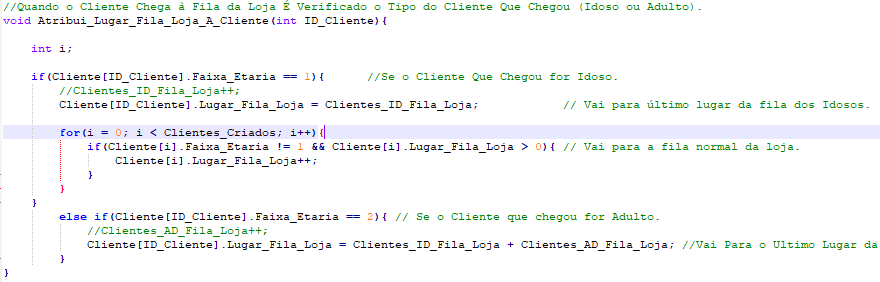 //Quando o Cliente Chega à Fila da Loja É Verificado o Tipo do Cliente Que Chegou (Idoso ou Adulto).
void Atribui_Lugar_Fila_Loja_A_Cliente(int ID_Cliente){
int i;
if(Cliente[ID_Cliente].Faixa_Etaria == 1){ //Se o Cliente Que Chegou for Idoso.
//Clientes_ID_Fila_Loja++;
Cliente[ID_Cliente].Lugar_Fila_Loja = Clientes_ID_Fila_Loja; // Vai para último lugar da fila dos Idosos.
for(i = 0; i < Clientes_Criados; i++){
if(Cliente[i].Faixa_Etaria != 1 && Cliente[i].Lugar_Fila_Loja > 0){ // Vai para a fila normal da loja.
Cliente[i].Lugar_Fila_Loja++;
}
}
}
else if(Cliente[ID_Cliente].Faixa_Etaria == 2){ // Se o Cliente que chegou for Adulto.
//Clientes_AD_Fila_Loja++;
Cliente[ID_Cliente].Lugar_Fila_Loja = Clientes_ID_Fila_Loja + Clientes_AD_Fila_Loja; //Vai Para o Ultimo Lugar da
}
}